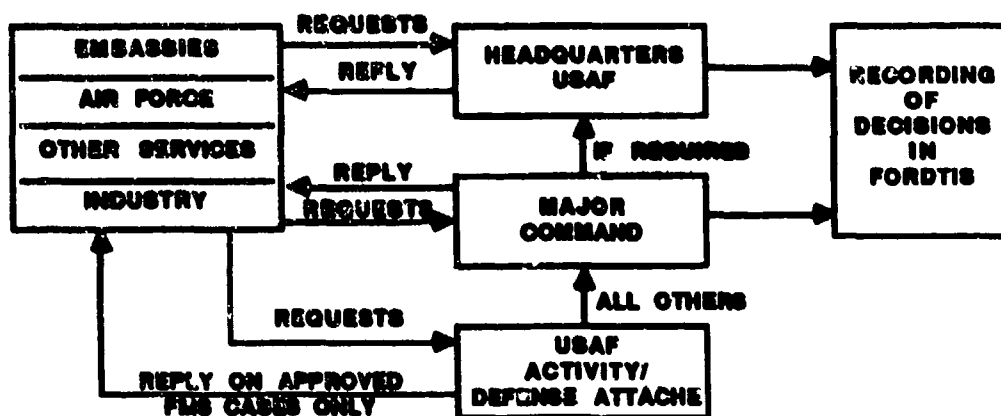 EMBASSIES
AIR FORCE
OTHER SERVICES
INDUSTRY
REQUESTS
REPLY
REPLY
REQUESTS
REQUESTS
REPLY ON APPROVED
FMS CASES ONLY
HEADQUARTERS
USAF
IF REQUIRED
MAJOR
COMMAND
ALL OTHERS
USAF
ACTIVITY/
DEFENSE ATTACHE
RECORDING
OF
DECISIONS
IN
FORDTIS